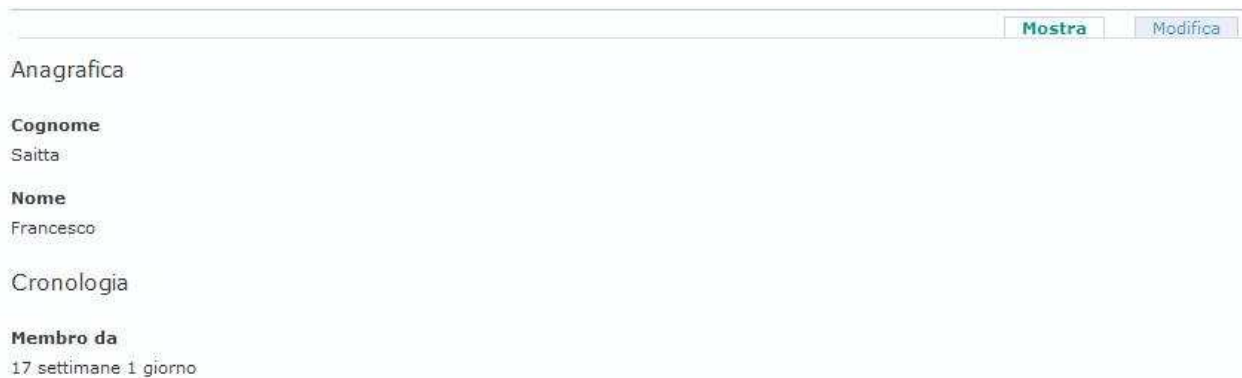 Mostra Modifica
Anagrafica
Cognome
Saitta
Nome
Francesco
Cronologia
Membro da
17 settimane 1 giorno